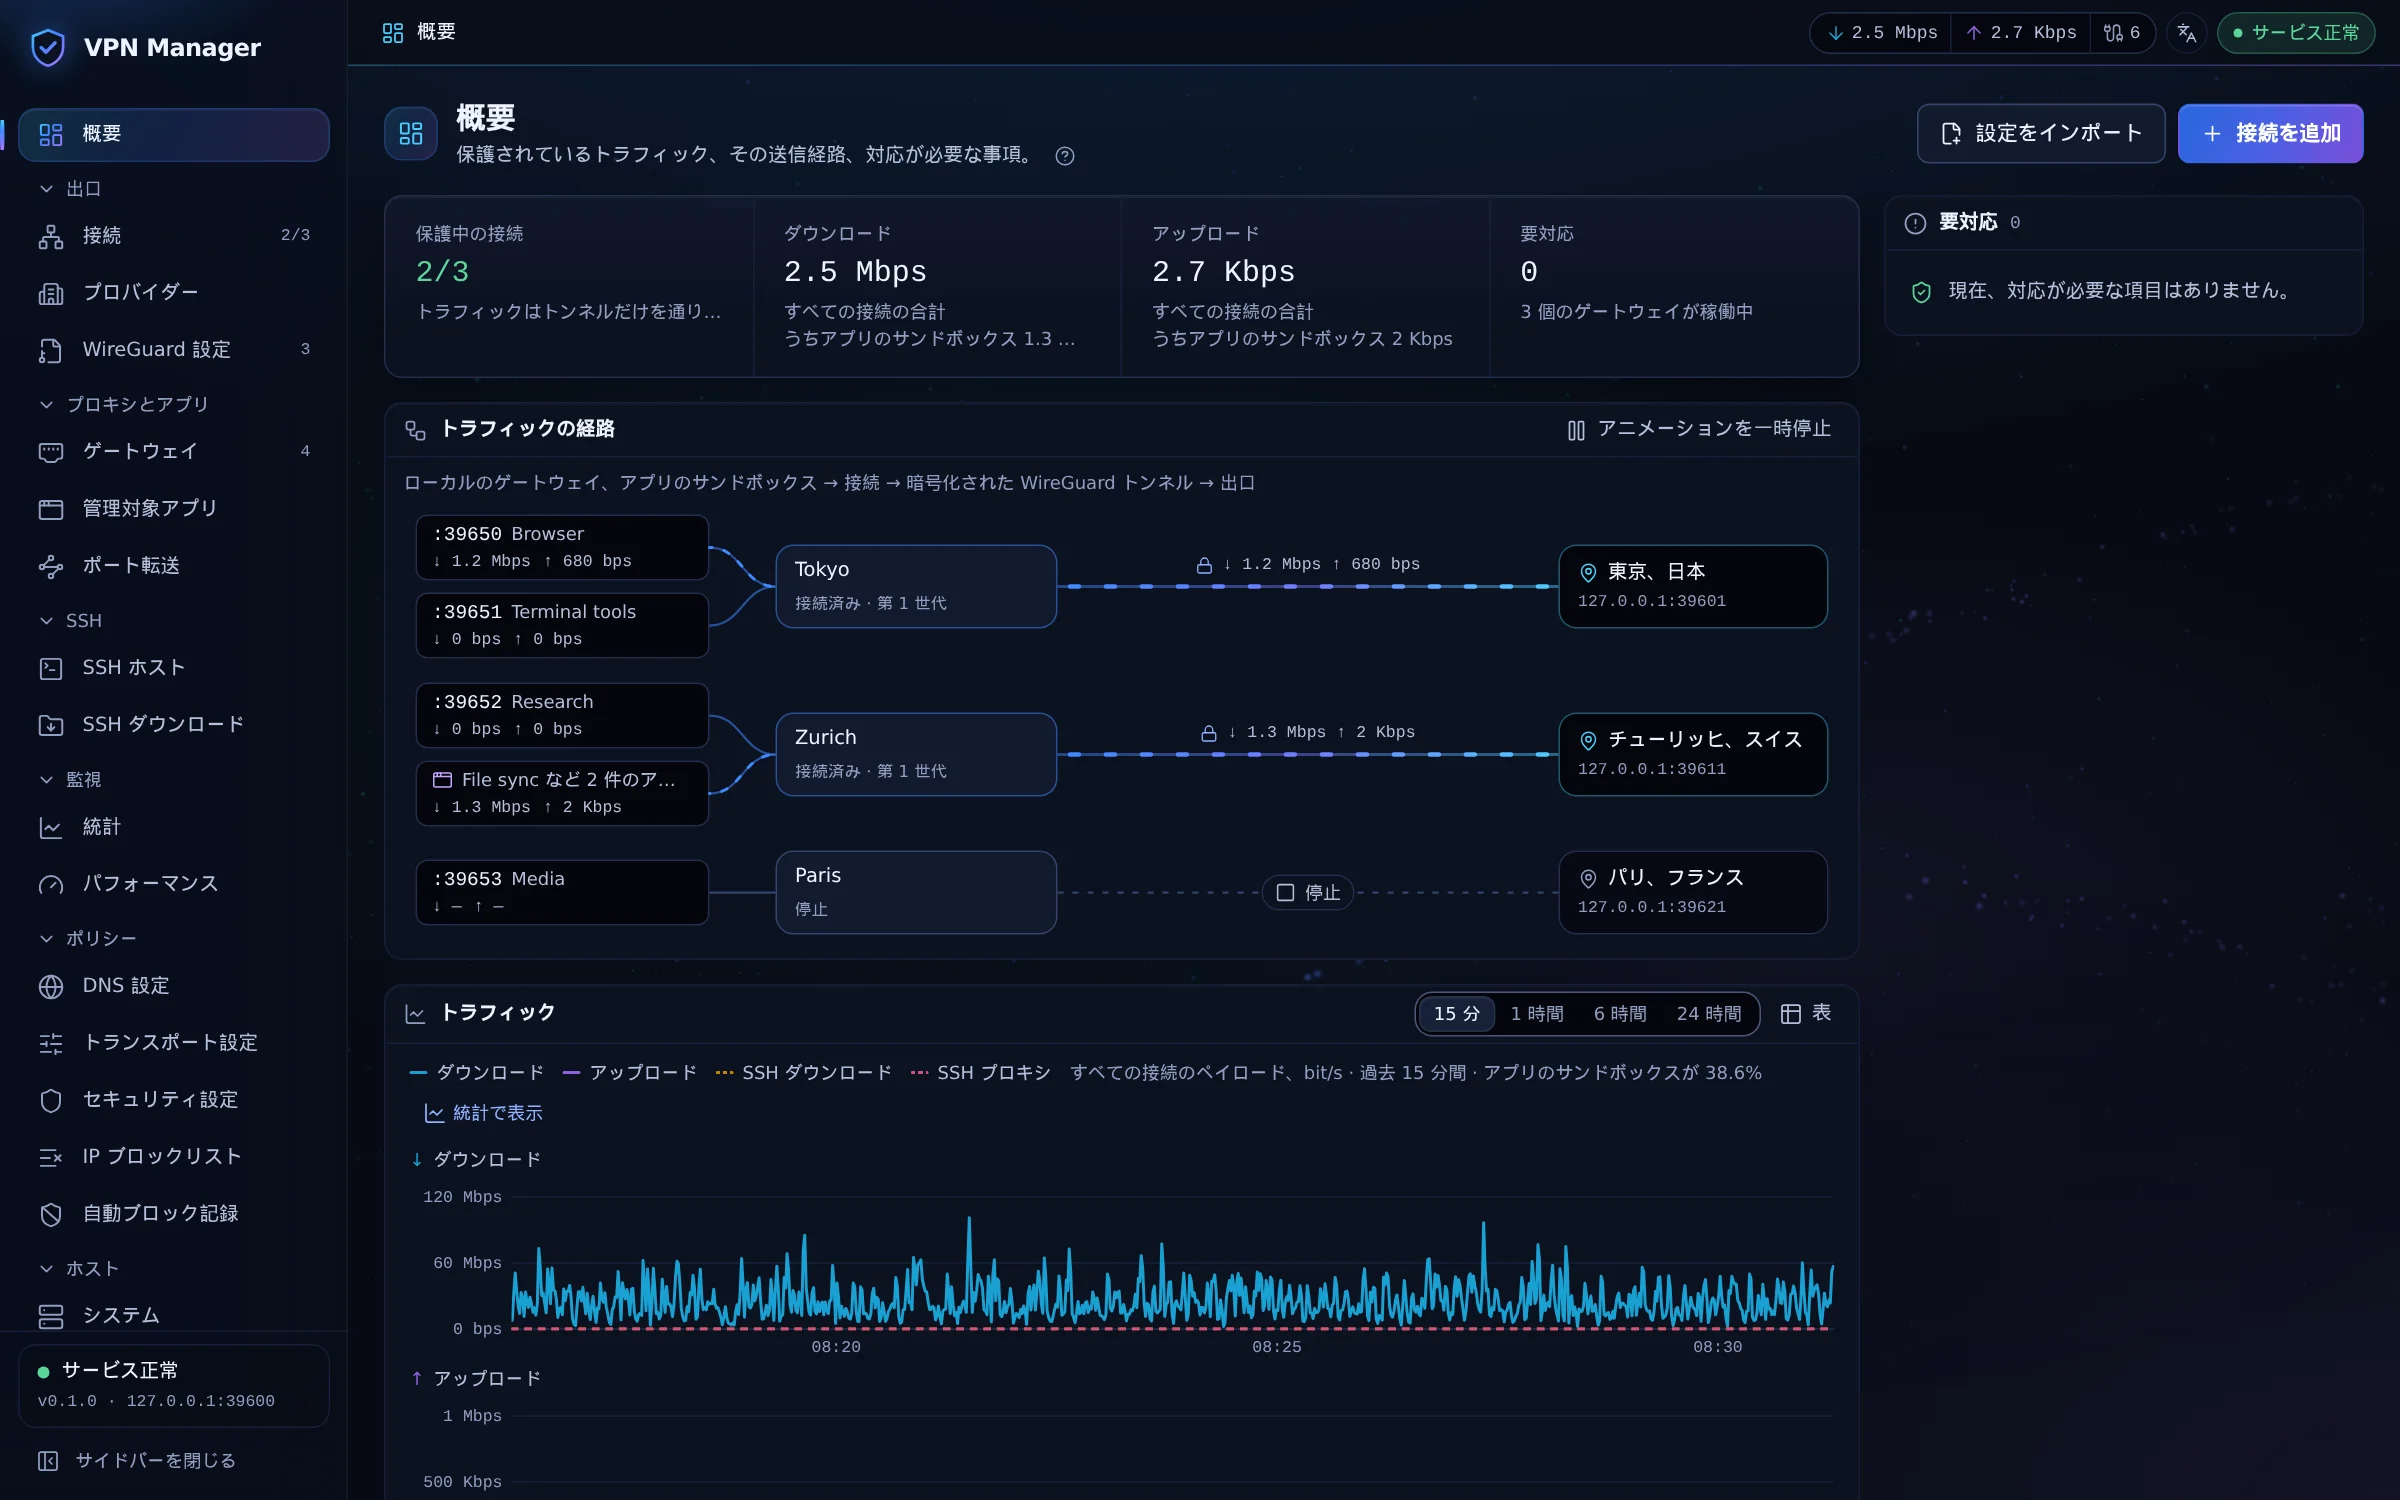 VPN Manager
概要
出口
接続 2/3
プロバイダー
WireGuard 設定 3
プロキシとアプリ
ゲートウェイ 4
管理対象アプリ
ポート転送
SSH
SSH ホスト
SSH ダウンロード
監視
統計
パフォーマンス
ポリシー
DNS 設定
トランスポート設定
セキュリティ設定
IP ブロックリスト
自動ブロック記録
ホスト
システム
サービス正常
v0.1.0 · 127.0.0.1:39600
サイドバーを閉じる
概要
↓ 2.5 Mbps ↑ 2.7 Kbps 6
サービス正常
概要
保護されているトラフィック、その送信経路、対応が必要な事項。
設定をインポート
+ 接続を追加
保護中の接続
2/3
トラフィックはトンネルだけを通り…
ダウンロード
2.5 Mbps
すべての接続の合計
うちアプリのサンドボックス 1.3 …
アップロード
2.7 Kbps
すべての接続の合計
うちアプリのサンドボックス 2 Kbps
要対応
0
3 個のゲートウェイが稼働中
要対応 0
現在、対応が必要な項目はありません。
トラフィックの経路
アニメーションを一時停止
ローカルのゲートウェイ、アプリのサンドボックス → 接続 → 暗号化された WireGuard トンネル → 出口
:39650 Browser
↓ 1.2 Mbps ↑ 680 bps
:39651 Terminal tools
↓ 0 bps ↑ 0 bps
Tokyo
接続済み · 第 1 世代
↓ 1.2 Mbps ↑ 680 bps
東京、日本
127.0.0.1:39601
:39652 Research
↓ 0 bps ↑ 0 bps
File sync など 2 件のア…
↓ 1.3 Mbps ↑ 2 Kbps
Zurich
接続済み · 第 1 世代
↓ 1.3 Mbps ↑ 2 Kbps
チューリッヒ、スイス
127.0.0.1:39611
:39653 Media
↓ — ↑ —
Paris
停止
停止
パリ、フランス
127.0.0.1:39621
トラフィック
15 分 1 時間 6 時間 24 時間
表
ダウンロード アップロード SSH ダウンロード SSH プロキシ すべての接続のペイロード、bit/s · 過去 15 分間 · アプリのサンドボックスが 38.6%
統計で表示
↓ ダウンロード
120 Mbps
60 Mbps
0 bps
08:20 08:25 08:30
↑ アップロード
1 Mbps
500 Kbps